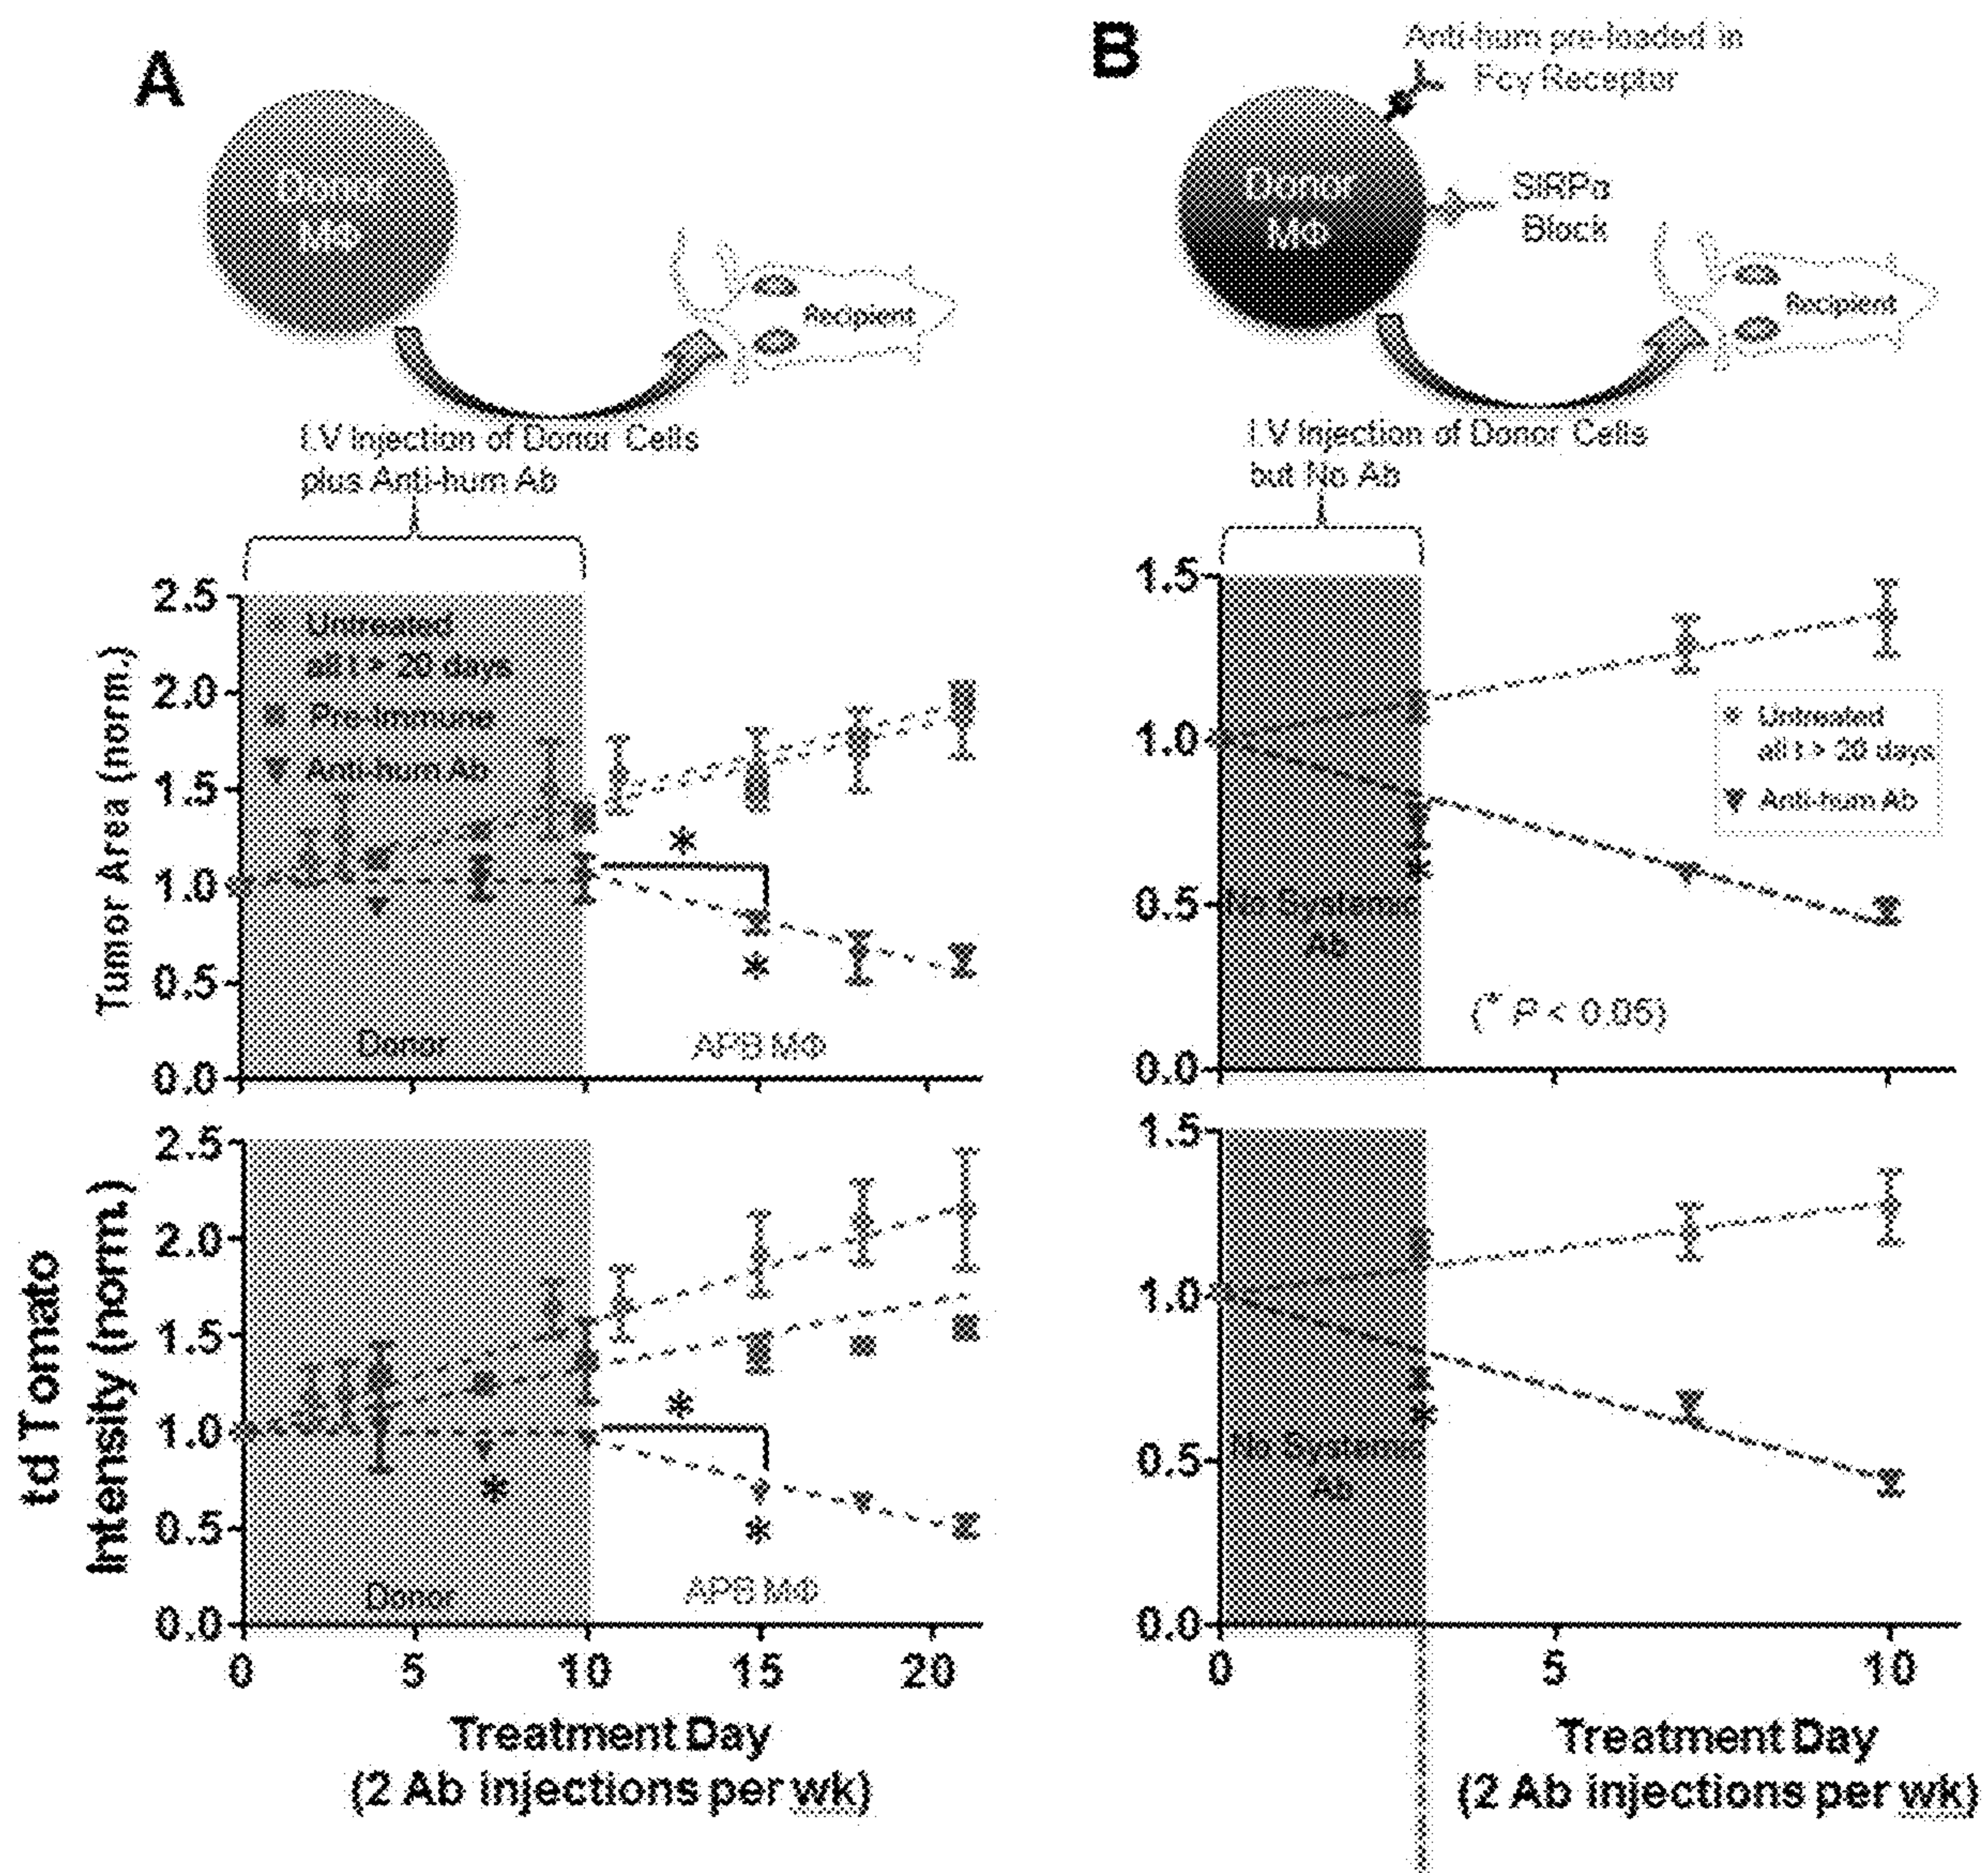 A
Donor
MΦ
Recipient
I.V Injection of Donor Cells
plus Anti-hum Ab
2.5
2.0
1.5
1.0
0.5
0.0
Tumor Area (norm.)
Untreated
all t > 20 days
Pre-immune
Anti-hum Ab
*
*
Donor
APB MΦ
2.5
2.0
1.5
1.0
0.5
0.0
td Tomato
Intensity (norm.)
*
*
*
Donor
APB MΦ
0
5
10
15
20
Treatment Day
(2 Ab injections per wk)
B
Anti-hum pre-loaded in
Fcγ Receptor
Donor
MΦ
SIRPα
Block
Recipient
I.V Injection of Donor Cells
but No Ab
1.5
1.0
0.5
0.0
Untreated
all t > 20 days
Anti-hum Ab
*
No Systemic
Ab
(* P < 0.05)
1.5
1.0
0.5
0.0
*
No Systemic
Ab
0
5
10
Treatment Day
(2 Ab injections per wk)